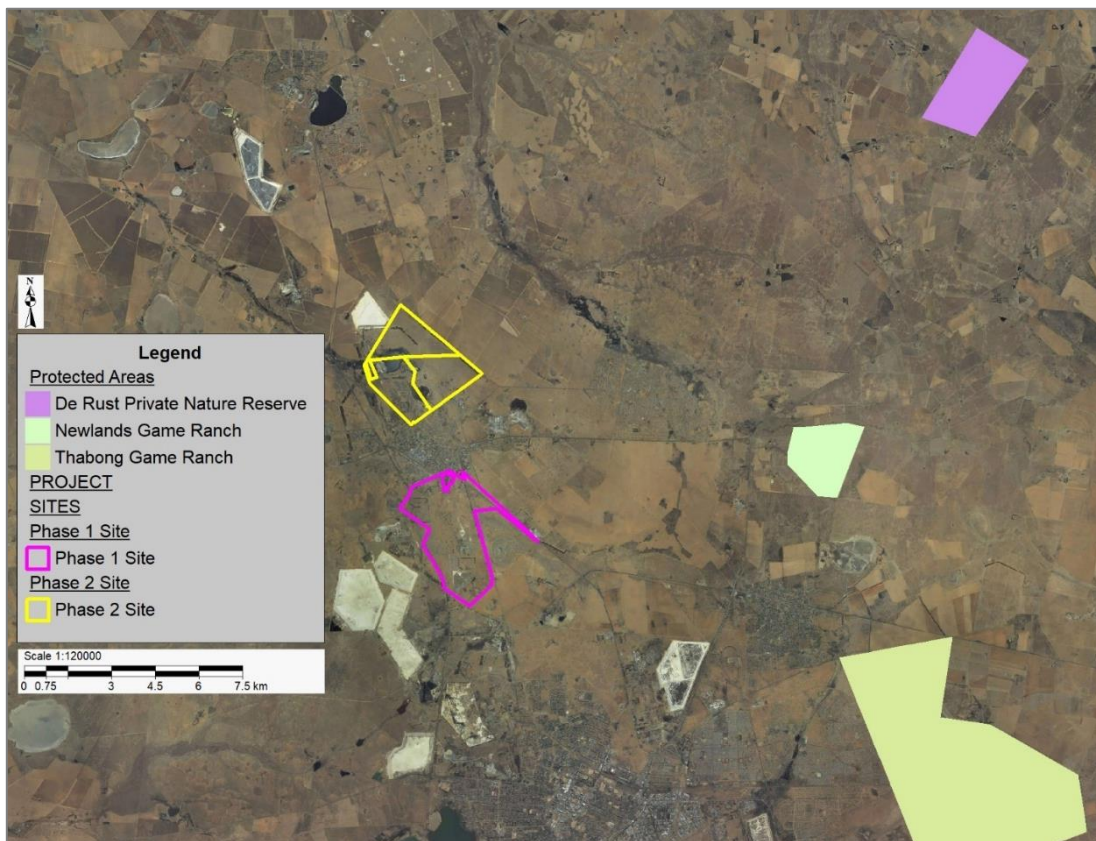 N
Legend
Protected Areas
De Rust Private Nature Reserve
Newlands Game Ranch
Thabong Game Ranch
PROJECT
SITES
Phase 1 Site
Phase 1 Site
Phase 2 Site
Phase 2 Site
Scale 1:120000
0 0.75 3 4.5 6 7.5 km